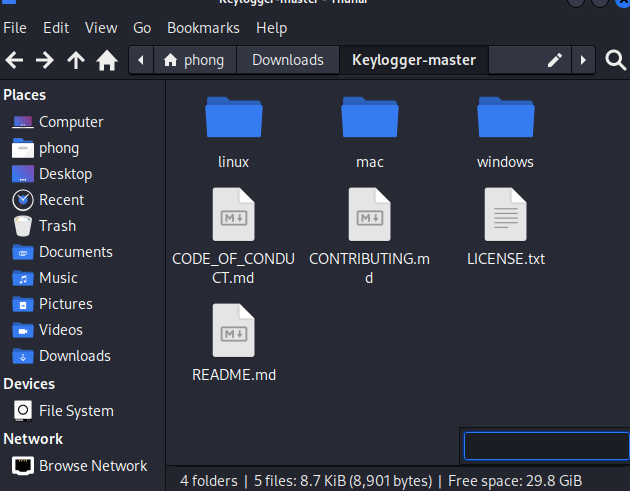 Keylogger-master - Thunar
File Edit View Go Bookmarks Help
phong Downloads Keylogger-master
Places
Computer
phong
Desktop
Recent
Trash
Documents
Music
Pictures
Videos
Downloads
Devices
File System
Network
Browse Network
linux
mac
windows
CODE_OF_CONDU
CT.md
CONTRIBUTING.m
d
LICENSE.txt
README.md
4 folders | 5 files: 8.7 KiB (8,901 bytes) | Free space: 29.8 GiB